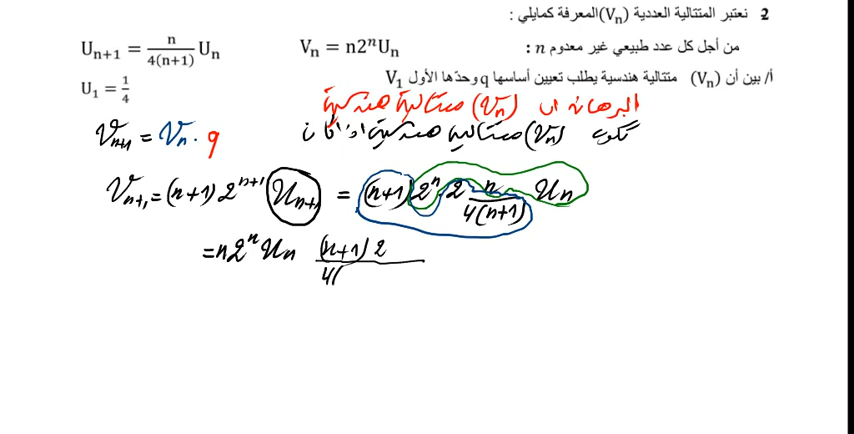 2 نعتبر المتتالية العددية (Vₙ) المعرفة كمايلي :
من أجل كل عدد طبيعي غير معدوم n :
Vₙ = n2ⁿUₙ
Uₙ₊₁ = n/4(n+1) Uₙ
أ/ بين أن (Vₙ) متتالية هندسية يطلب تعيين أساسها q وحدّها الأول V₁
U₁ = 1/4
البرهان ان (Vₙ) متتالية هندسية
تكون (Vₙ) متتالية هندسية اذا كان
Vₙ₊₁ = Vₙ · q
Vₙ₊₁ = (n+1) 2ⁿ⁺¹ Uₙ₊₁ = (n+1) 2ⁿ · 2 n/4(n+1) Uₙ
= n2ⁿ Uₙ (n+1) 2 / 4(